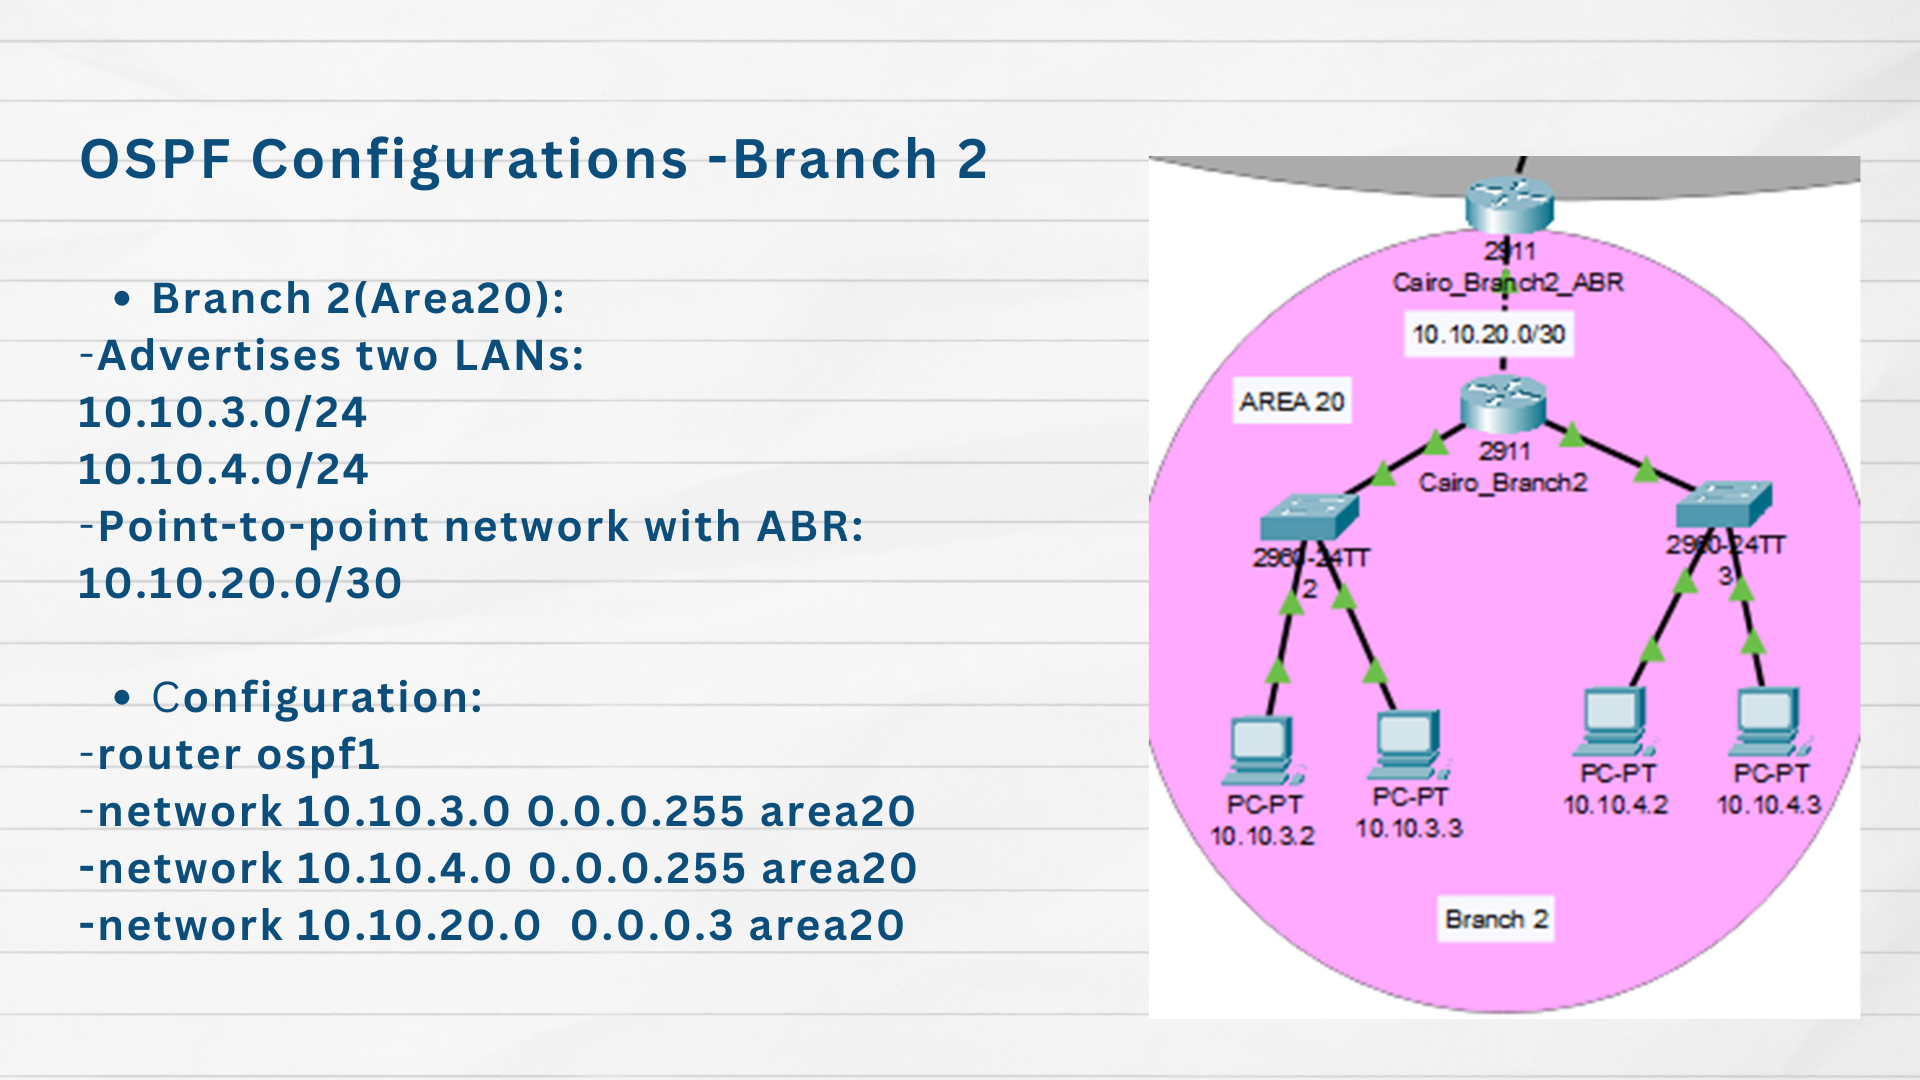 OSPF Configurations -Branch 2
• Branch 2(Area20):
-Advertises two LANs:
10.10.3.0/24
10.10.4.0/24
-Point-to-point network with ABR:
10.10.20.0/30
• Configuration:
-router ospf1
-network 10.10.3.0 0.0.0.255 area20
-network 10.10.4.0 0.0.0.255 area20
-network 10.10.20.0  0.0.0.3 area20
2911
Cairo_Branch2_ABR
10.10.20.0/30
AREA 20
2911
Cairo_Branch2
2960-24TT
2
2960-24TT
3
PC-PT
10.10.3.2
PC-PT
10.10.3.3
PC-PT
10.10.4.2
PC-PT
10.10.4.3
Branch 2